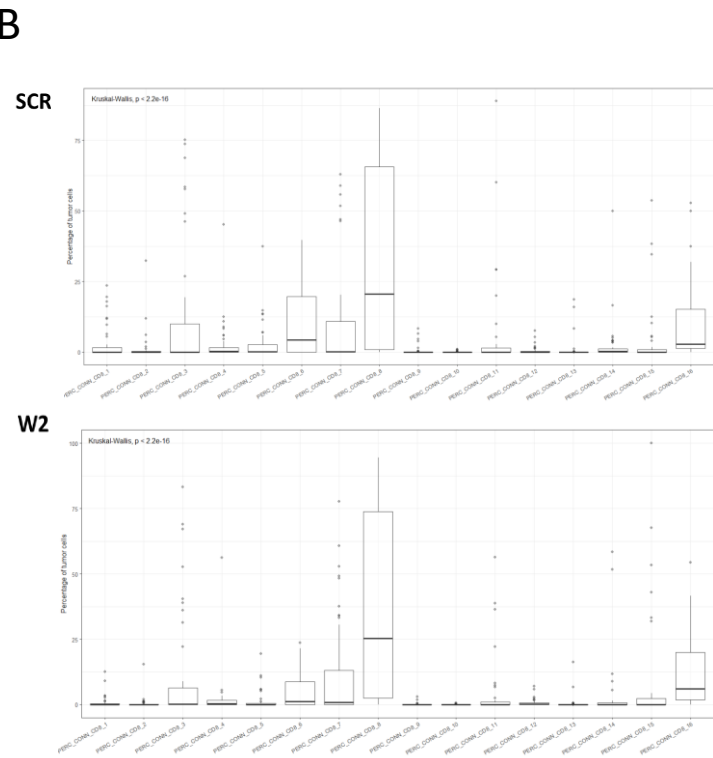 B
SCR
Kruskal-Wallis, p < 2.2e-16
Percentage of tumor cells
75
50
25
0
PERC_CONN_CD8_1
PERC_CONN_CD8_2
PERC_CONN_CD8_3
PERC_CONN_CD8_4
PERC_CONN_CD8_5
PERC_CONN_CD8_6
PERC_CONN_CD8_7
PERC_CONN_CD8_8
PERC_CONN_CD8_9
PERC_CONN_CD8_10
PERC_CONN_CD8_11
PERC_CONN_CD8_12
PERC_CONN_CD8_13
PERC_CONN_CD8_14
PERC_CONN_CD8_15
PERC_CONN_CD8_16
W2
Kruskal-Wallis, p < 2.2e-16
Percentage of tumor cells
100
75
50
25
0
PERC_CONN_CD8_1
PERC_CONN_CD8_2
PERC_CONN_CD8_3
PERC_CONN_CD8_4
PERC_CONN_CD8_5
PERC_CONN_CD8_6
PERC_CONN_CD8_7
PERC_CONN_CD8_8
PERC_CONN_CD8_9
PERC_CONN_CD8_10
PERC_CONN_CD8_11
PERC_CONN_CD8_12
PERC_CONN_CD8_13
PERC_CONN_CD8_14
PERC_CONN_CD8_15
PERC_CONN_CD8_16